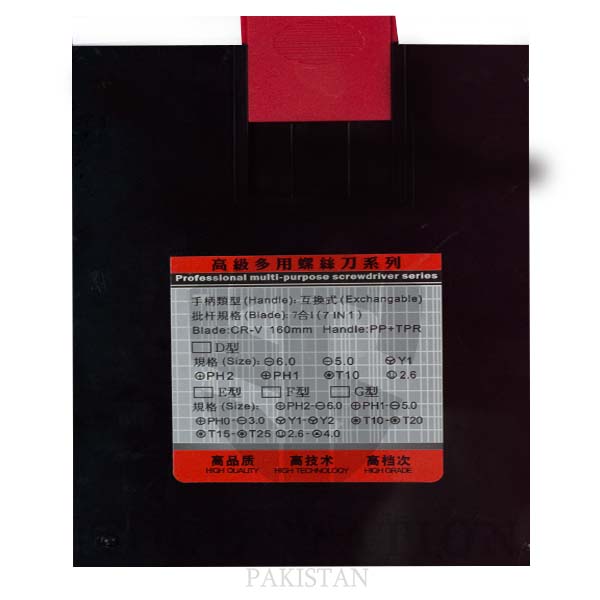 高級多用螺絲刀系列
Professional multi-purpose screwdriver series
手柄類型(Handle): 互換式(Exchangable)
批杆規格(Blade): 7合1(7 IN 1)
Blade:CR-V 160mm Handle:PP+TPR
□D型
規格(Size): ⊖6.0 ⊖5.0 Y1
⊕PH2 ⊕PH1 T10 2.6
□E型 □F型 □G型
規格(Size): ⊕PH2-⊖6.0 ⊕PH1-⊖5.0
⊕PH0-⊖3.0 Y1-Y2 T10-T20
T15-T25 2.6-4.0
高品质 高技术 高档次
HIGH QUALITY HIGH TECHNOLOGY HIGH GRADE
PAKISTAN